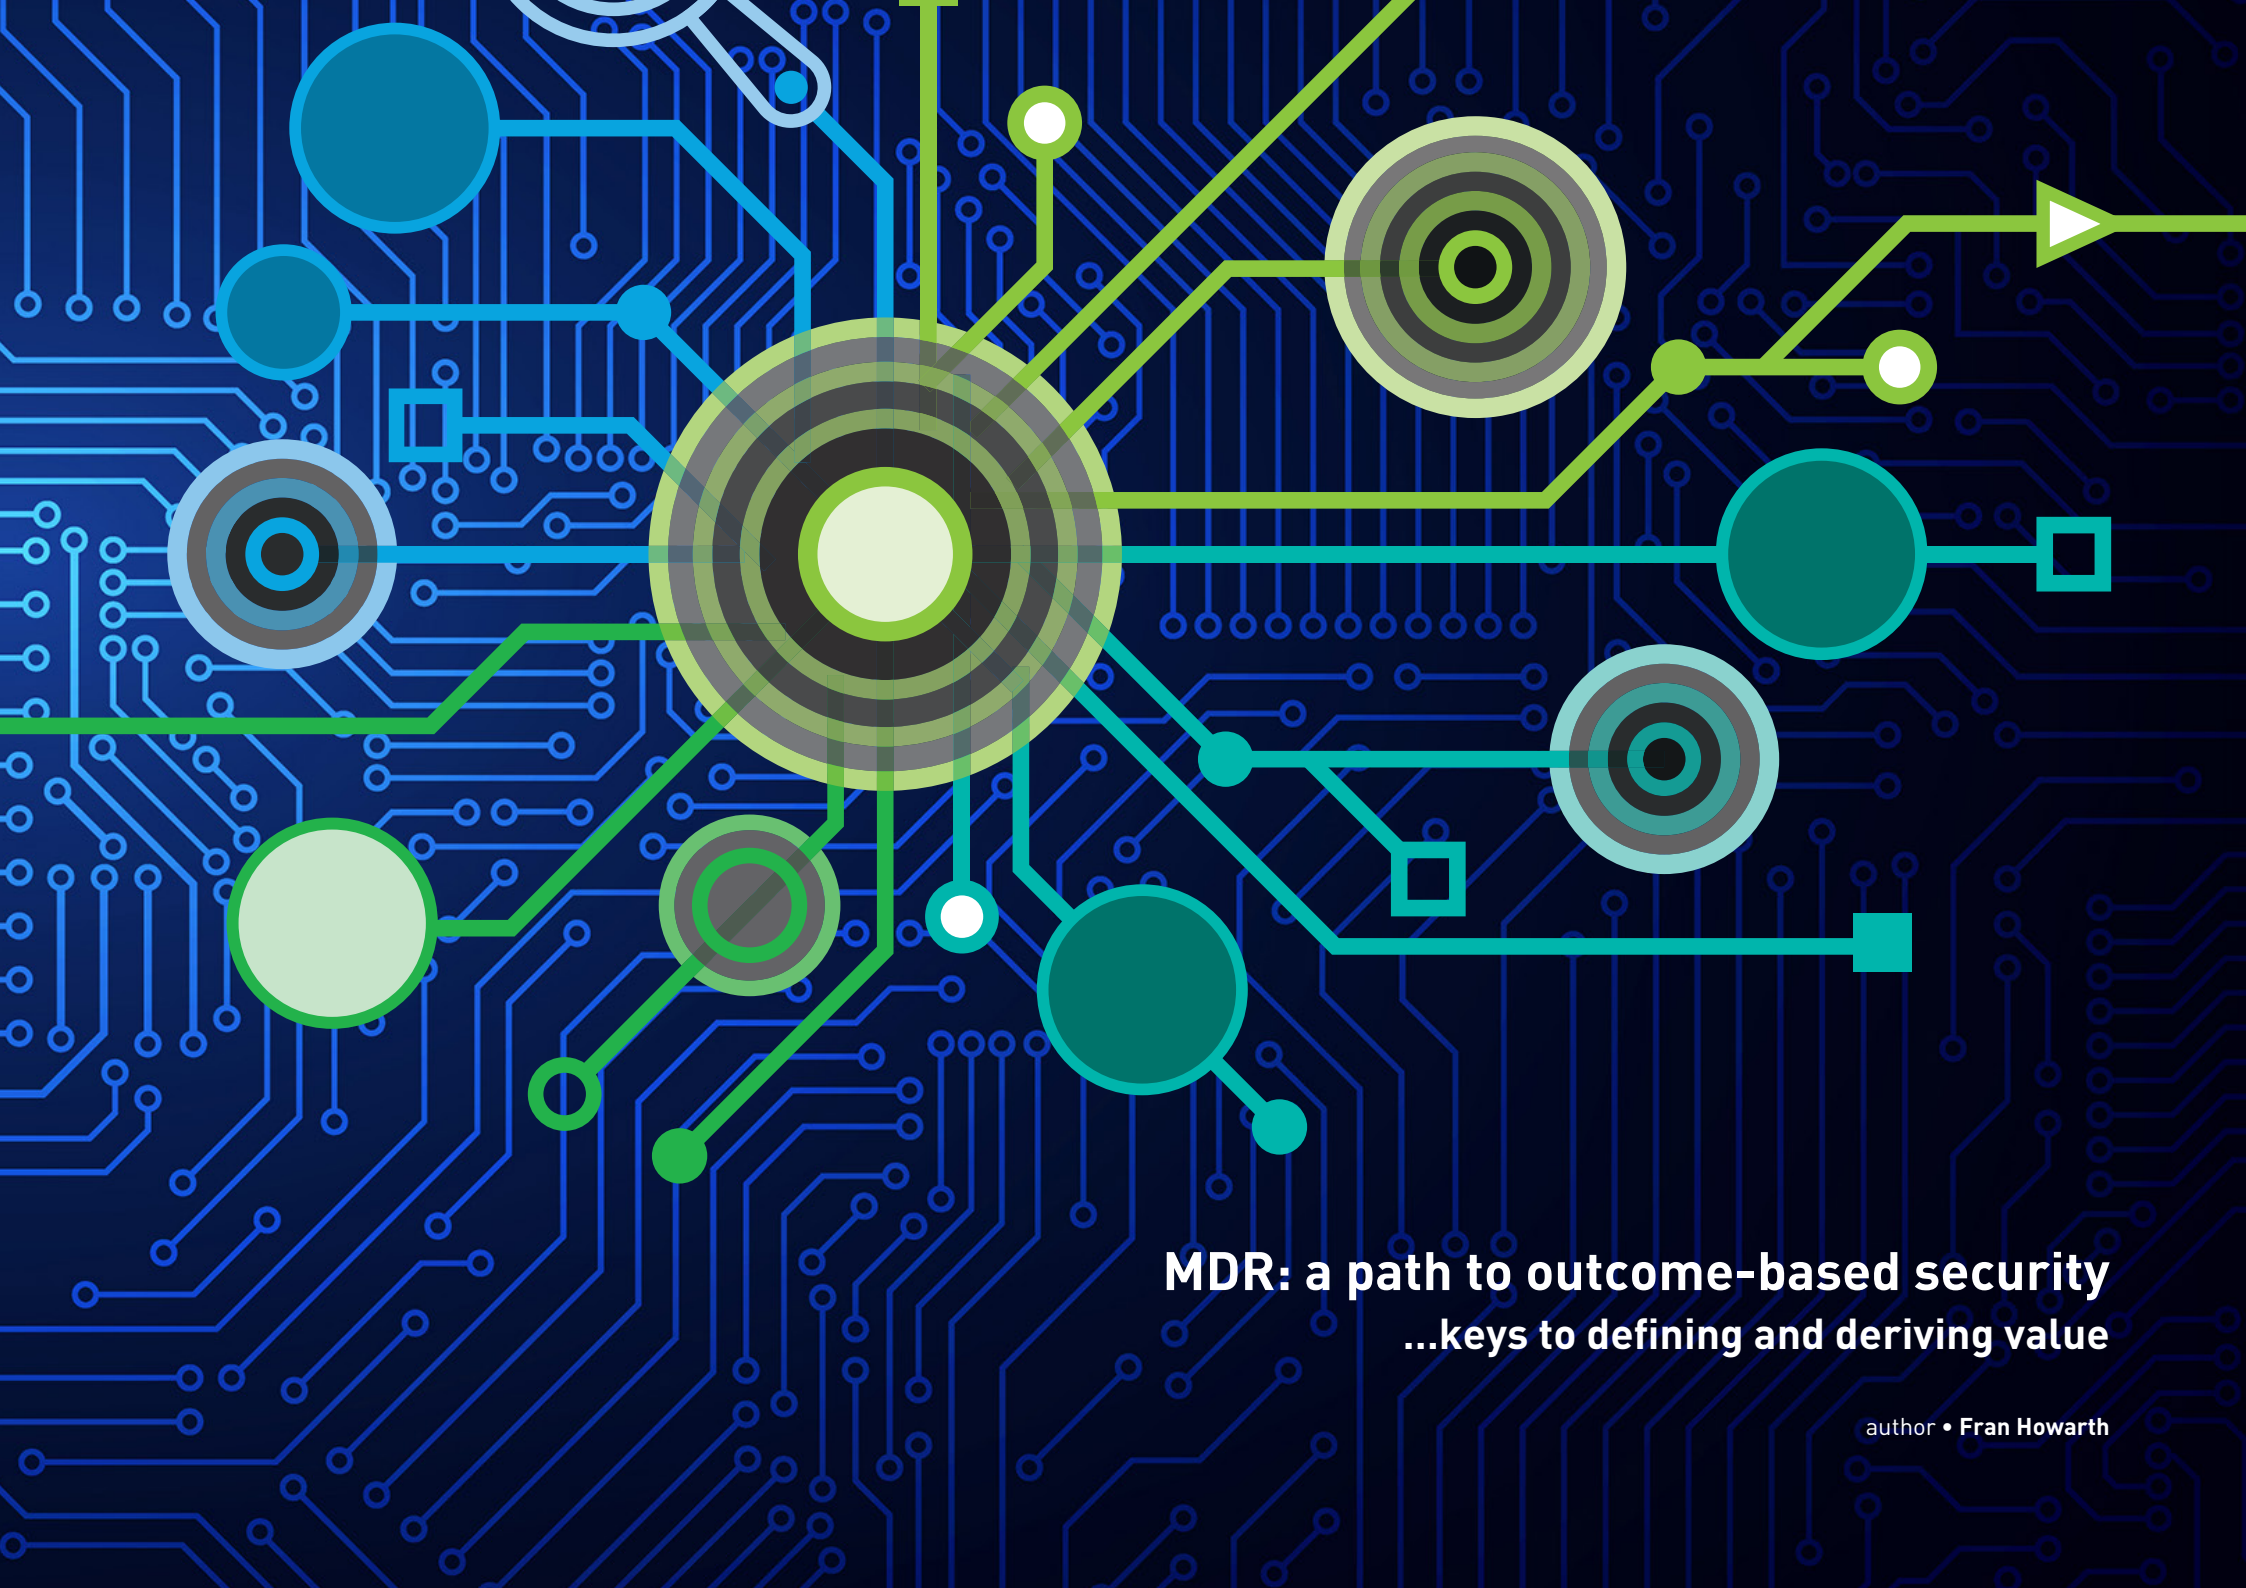 MDR: a path to outcome-based security
...keys to defining and deriving value
author • Fran Howarth